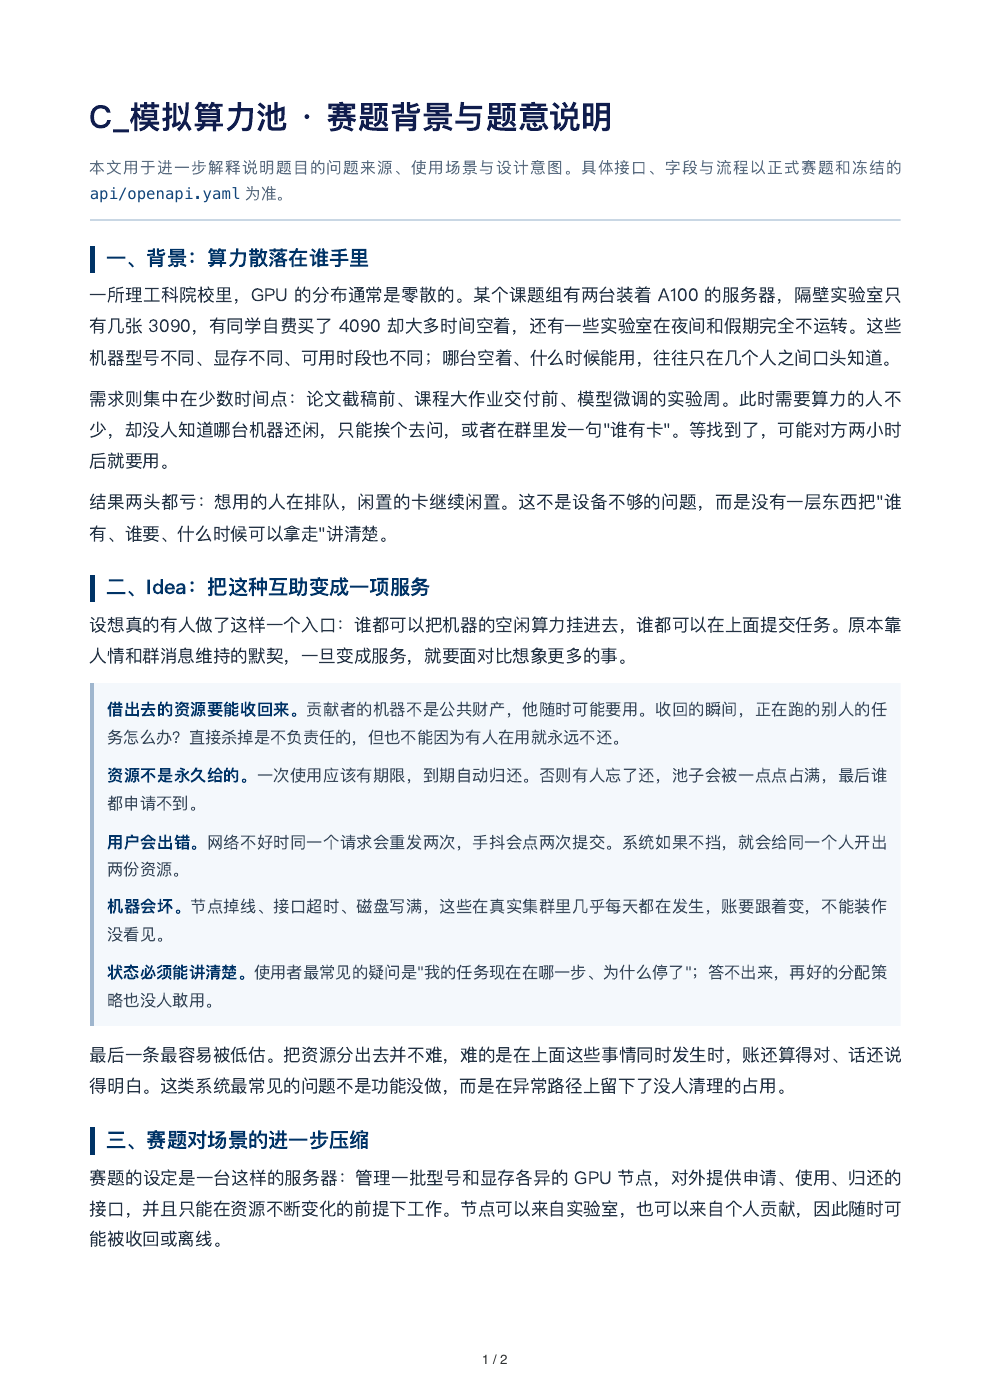 C_模拟算力池 · 赛题背景与题意说明
本文用于进一步解释说明题目的问题来源、使用场景与设计意图。具体接口、字段与流程以正式赛题和冻结的
api/openapi.yaml 为准。
一、背景：算力散落在谁手里
一所理工科院校里，GPU 的分布通常是零散的。某个课题组有两台装着 A100 的服务器，隔壁实验室只
有几张 3090，有同学自费买了 4090 却大多时间空着，还有一些实验室在夜间和假期完全不运转。这些
机器型号不同、显存不同、可用时段也不同；哪台空着、什么时候能用，往往只在几个人之间口头知道。
需求则集中在少数时间点：论文截稿前、课程大作业交付前、模型微调的实验周。此时需要算力的人不
少，却没人知道哪台机器还闲，只能挨个去问，或者在群里发一句"谁有卡"。等找到了，可能对方两小时
后就要用。
结果两头都亏：想用的人在排队，闲置的卡继续闲置。这不是设备不够的问题，而是没有一层东西把"谁
有、谁要、什么时候可以拿走"讲清楚。
二、Idea：把这种互助变成一项服务
设想真的有人做了这样一个入口：谁都可以把机器的空闲算力挂进去，谁都可以在上面提交任务。原本靠
人情和群消息维持的默契，一旦变成服务，就要面对比想象更多的事。
借出去的资源要能收回来。贡献者的机器不是公共财产，他随时可能要用。收回的瞬间，正在跑的别人的任
务怎么办？直接杀掉是不负责任的，但也不能因为有人在用就永远不还。
资源不是永久给的。一次使用应该有期限，到期自动归还。否则有人忘了还，池子会被一点点占满，最后谁
都申请不到。
用户会出错。网络不好时同一个请求会重发两次，手抖会点两次提交。系统如果不挡，就会给同一个人开出
两份资源。
机器会坏。节点掉线、接口超时、磁盘写满，这些在真实集群里几乎每天都在发生，账要跟着变，不能装作
没看见。
状态必须能讲清楚。使用者最常见的疑问是"我的任务现在在哪一步、为什么停了"；答不出来，再好的分配策
略也没人敢用。
最后一条最容易被低估。把资源分出去并不难，难的是在上面这些事情同时发生时，账还算得对、话还说
得明白。这类系统最常见的问题不是功能没做，而是在异常路径上留下了没人清理的占用。
三、赛题对场景的进一步压缩
赛题的设定是一台这样的服务器：管理一批型号和显存各异的 GPU 节点，对外提供申请、使用、归还的
接口，并且只能在资源不断变化的前提下工作。节点可以来自实验室，也可以来自个人贡献，因此随时可
能被收回或离线。
1 / 2